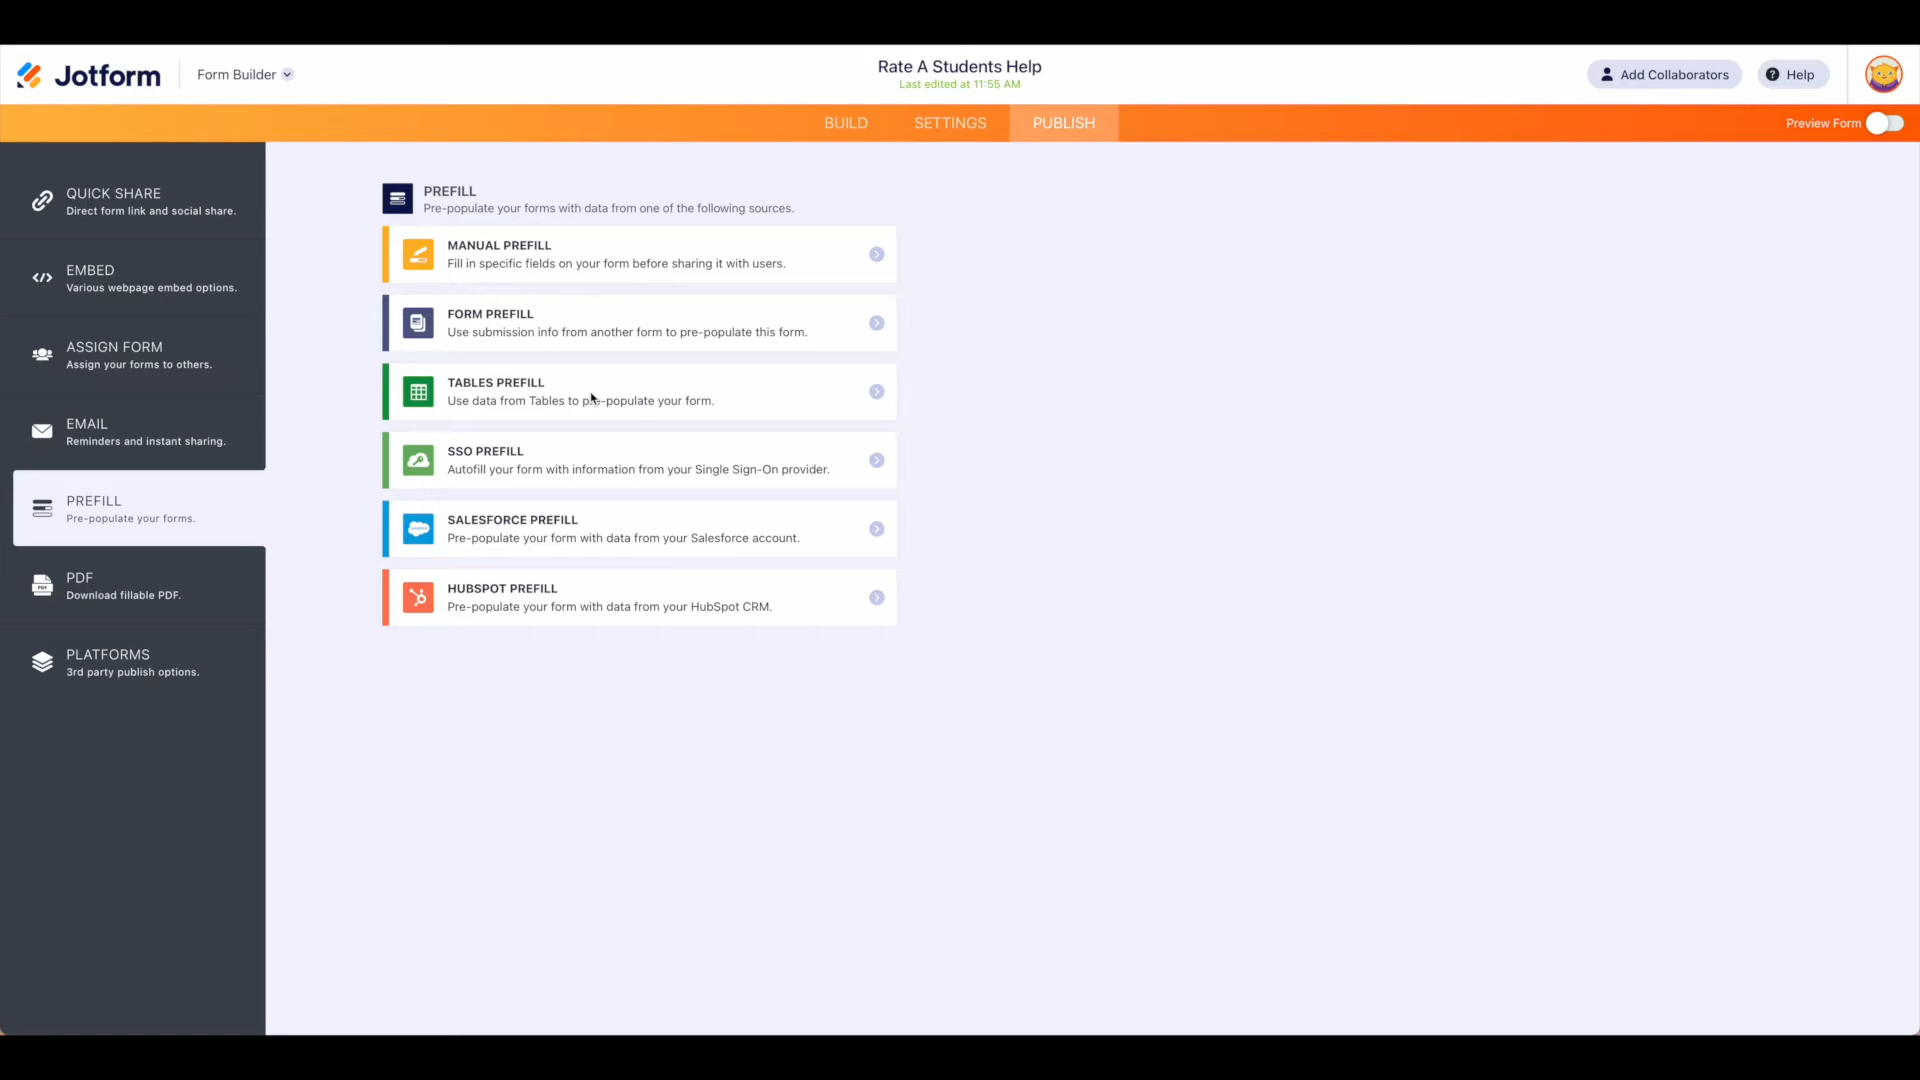 Jotform
Form Builder
Rate A Students Help
Last edited at 11:55 AM
Add Collaborators
Help
BUILD
SETTINGS
PUBLISH
Preview Form
QUICK SHARE
Direct form link and social share.
EMBED
Various webpage embed options.
ASSIGN FORM
Assign your forms to others.
EMAIL
Reminders and instant sharing.
PREFILL
Pre-populate your forms.
PDF
Download fillable PDF.
PLATFORMS
3rd party publish options.
PREFILL
Pre-populate your forms with data from one of the following sources.
MANUAL PREFILL
Fill in specific fields on your form before sharing it with users.
FORM PREFILL
Use submission info from another form to pre-populate this form.
TABLES PREFILL
Use data from Tables to pre-populate your form.
SSO PREFILL
Autofill your form with information from your Single Sign-On provider.
SALESFORCE PREFILL
Pre-populate your form with data from your Salesforce account.
HUBSPOT PREFILL
Pre-populate your form with data from your HubSpot CRM.